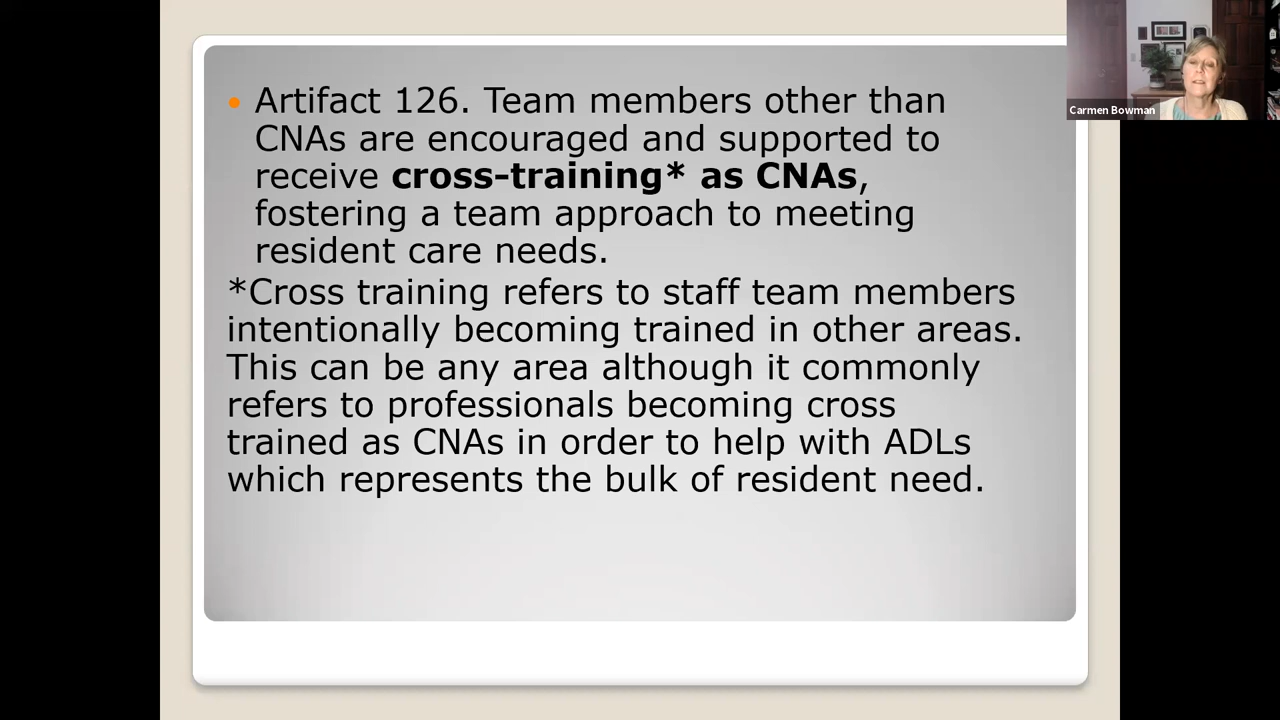 • Artifact 126. Team members other than
CNAs are encouraged and supported to
receive cross-training* as CNAs,
fostering a team approach to meeting
resident care needs.
*Cross training refers to staff team members
intentionally becoming trained in other areas.
This can be any area although it commonly
refers to professionals becoming cross
trained as CNAs in order to help with ADLs
which represents the bulk of resident need.
Carmen Bowman